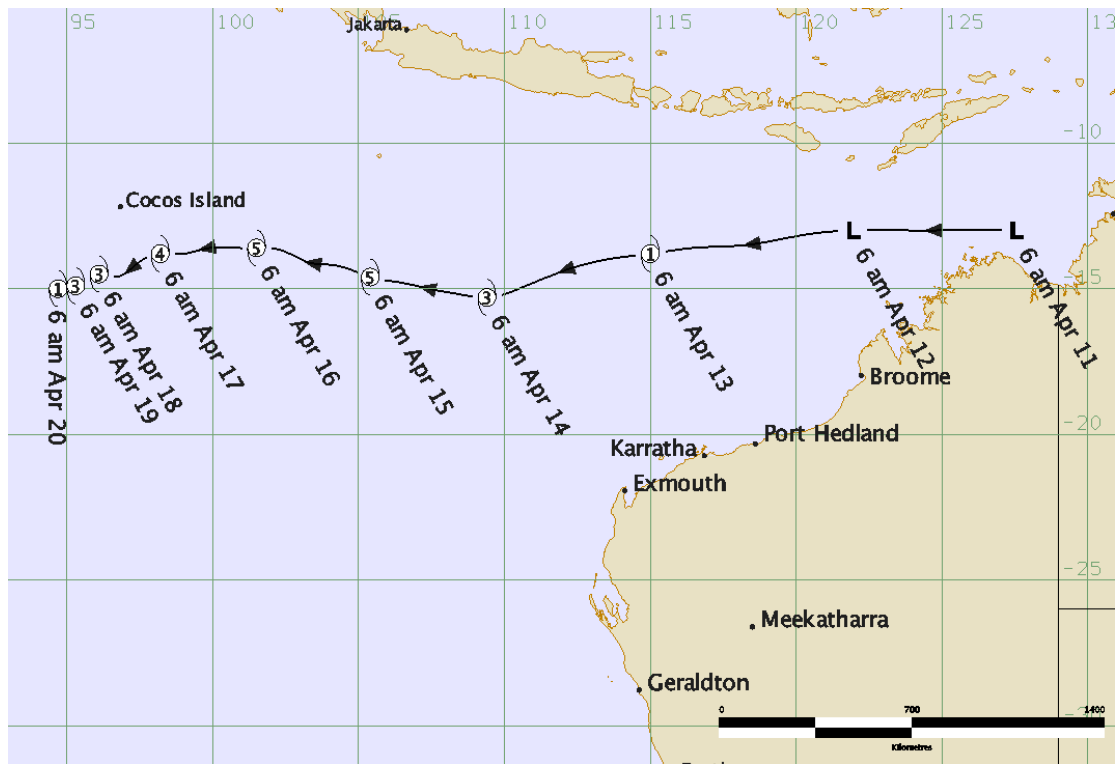 95
100
105
110
115
120
125
Jakarta
-10
Cocos Island
L
L
5
4
1
5
5
3
3
1
3
-15
6 am Apr 11
6 am Apr 12
6 am Apr 13
6 am Apr 14
6 am Apr 15
6 am Apr 16
6 am Apr 17
6 am Apr 18
6 am Apr 19
6 am Apr 20
Broome
-20
Port Hedland
Karratha
Exmouth
-25
Meekatharra
Geraldton
0 700 1400
Kilometres